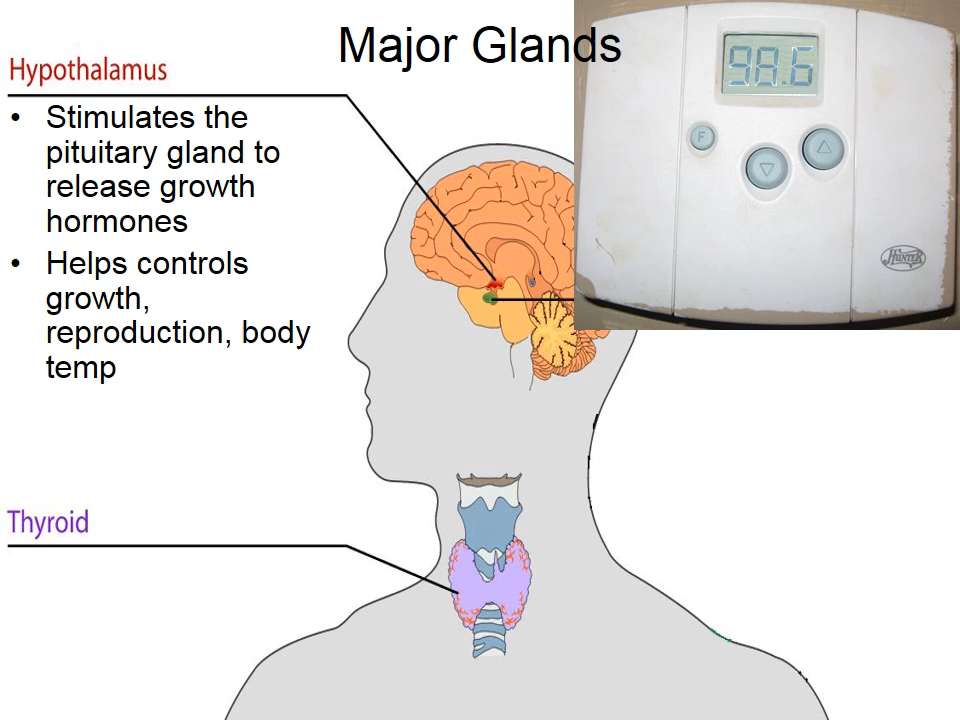 Major Glands
Hypothalamus
• Stimulates the
pituitary gland to
release growth
hormones
• Helps controls
growth,
reproduction, body
temp
Thyroid
98.6
F
HUNTER